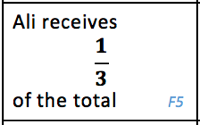 Ali receives
1
3
of the total F5